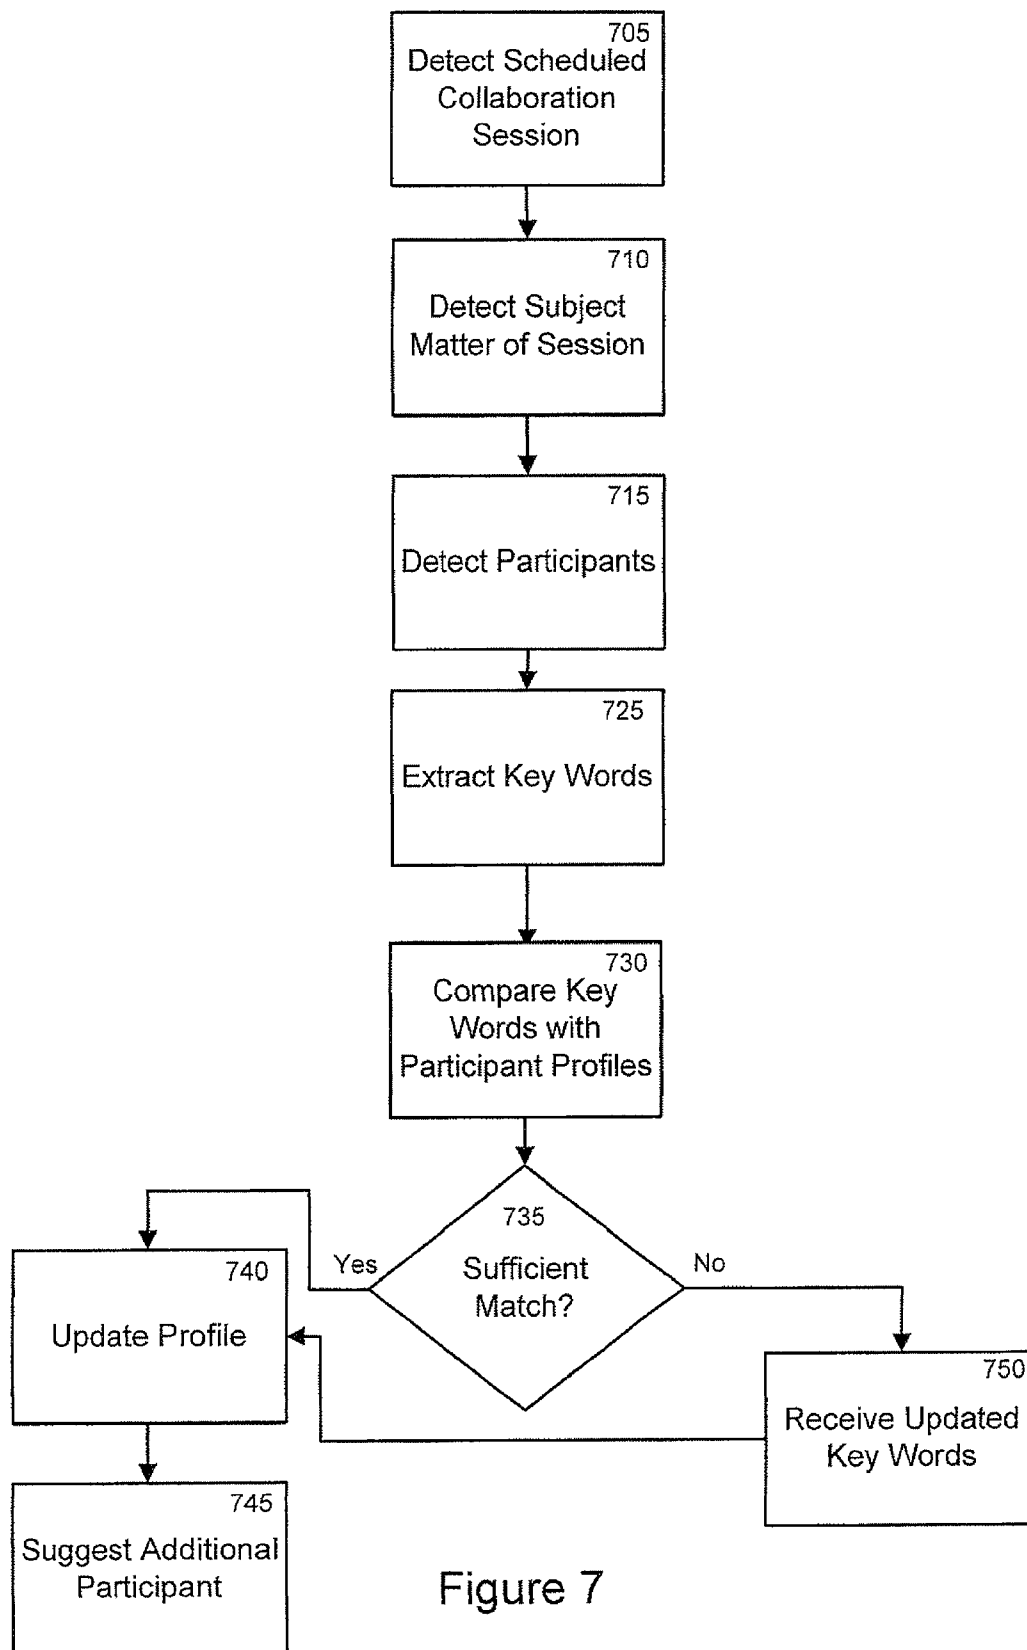 705
Detect Scheduled
Collaboration
Session
710
Detect Subject
Matter of Session
715
Detect Participants
725
Extract Key Words
730
Compare Key
Words with
Participant Profiles
735
Sufficient
Match?
Yes
No
740
Update Profile
750
Receive Updated
Key Words
745
Suggest Additional
Participant
Figure 7